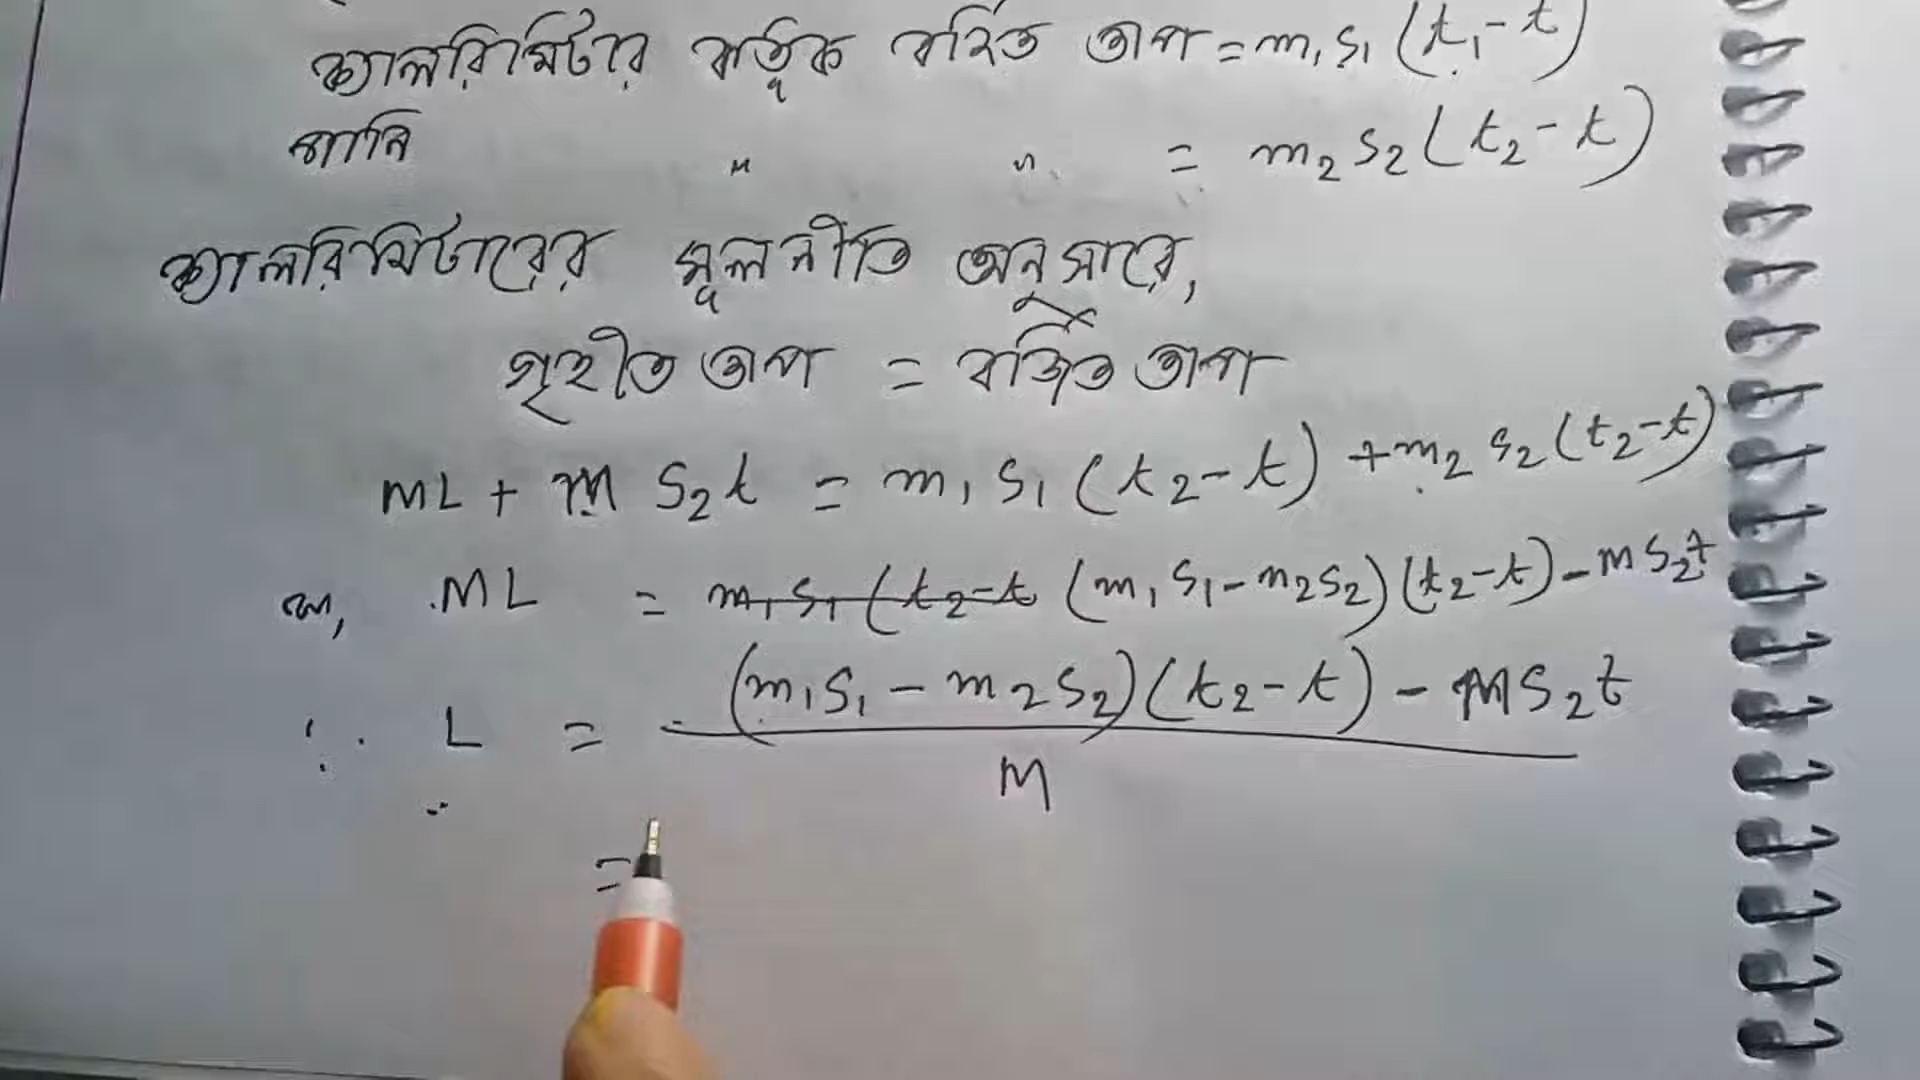 ক্যালরিমিটার কর্তৃক বর্হিত তাপ = m₁s₁(t₁-t)
পানি " " = m₂s₂(t₂-t)
ক্যালরিমিটারের মূলনীতি অনুসারে,
গৃহীত তাপ = বর্জিত তাপ
ML + M S₂t = m₁s₁(t₂-t) + m₂s₂(t₂-t)
বা, ML = m₁s₁(t₂-t (m₁s₁-m₂s₂)(t₂-t) - MS₂t
∴ L = (m₁s₁ - m₂s₂)(t₂-t) - MS₂t / M
=